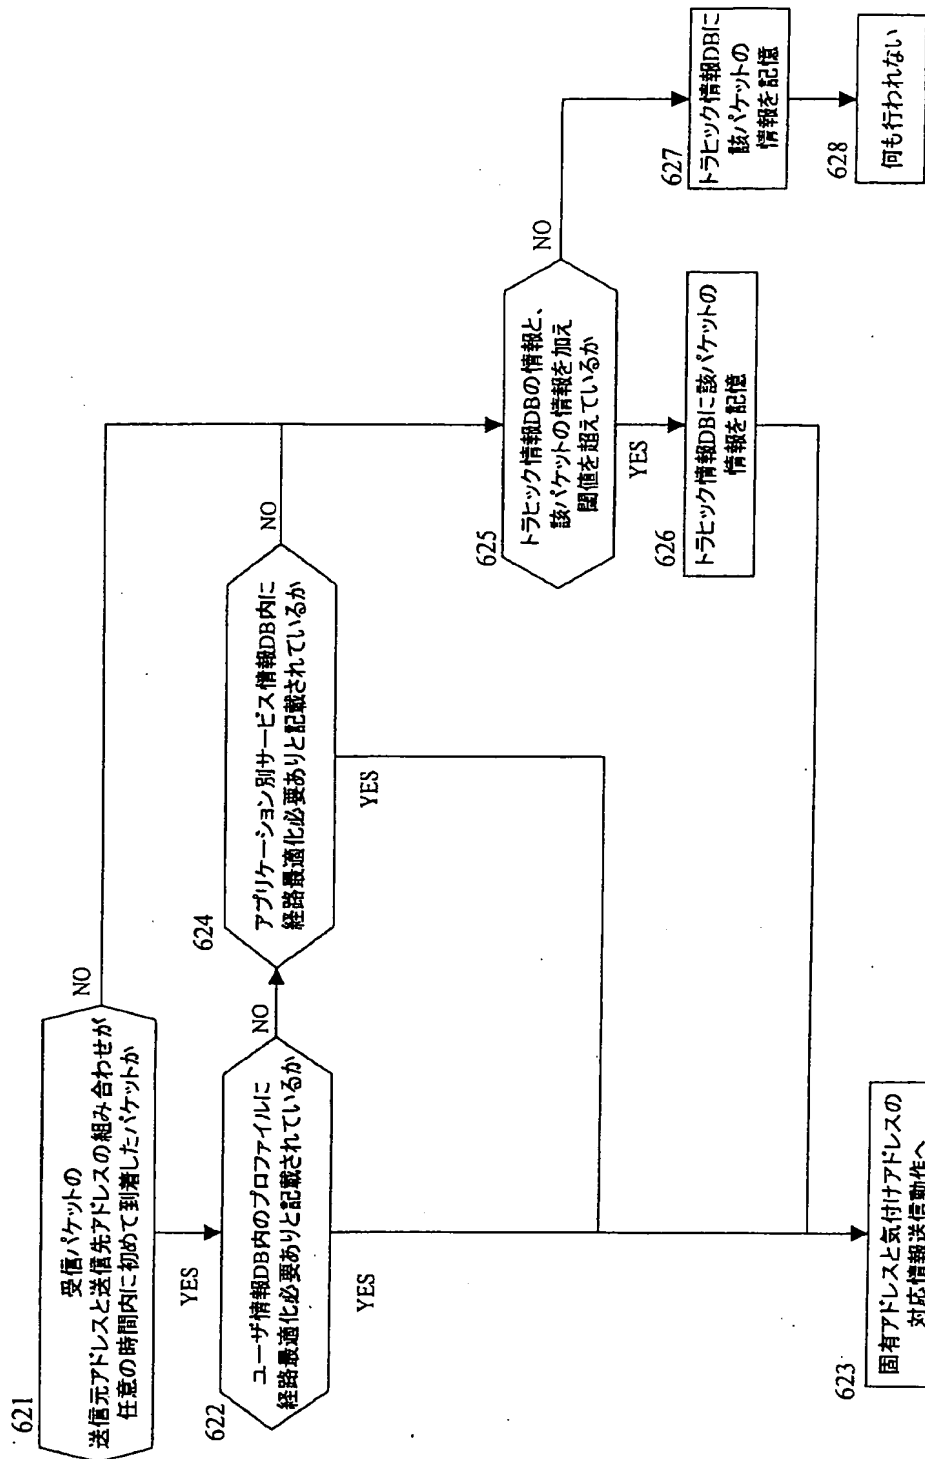 621
受信パケットの
送信元アドレスと送信先アドレスの組み合わせが
任意の時間内に初めて到着したパケットか
NO
YES
622
ユーザ情報DB内のプロファイルに
経路最適化必要ありと記載されているか
NO
YES
624
アプリケーション別サービス情報DB内に
経路最適化必要ありと記載されているか
NO
YES
625
トラヒック情報DBの情報と、
該パケットの情報を加え
閾値を超えているか
NO
YES
626
トラヒック情報DBに該パケットの
情報を記憶
627
トラヒック情報DBに
該パケットの
情報を記憶
628
何も行われない
623
固有アドレスと気付けアドレスの
対応情報送信動作へ